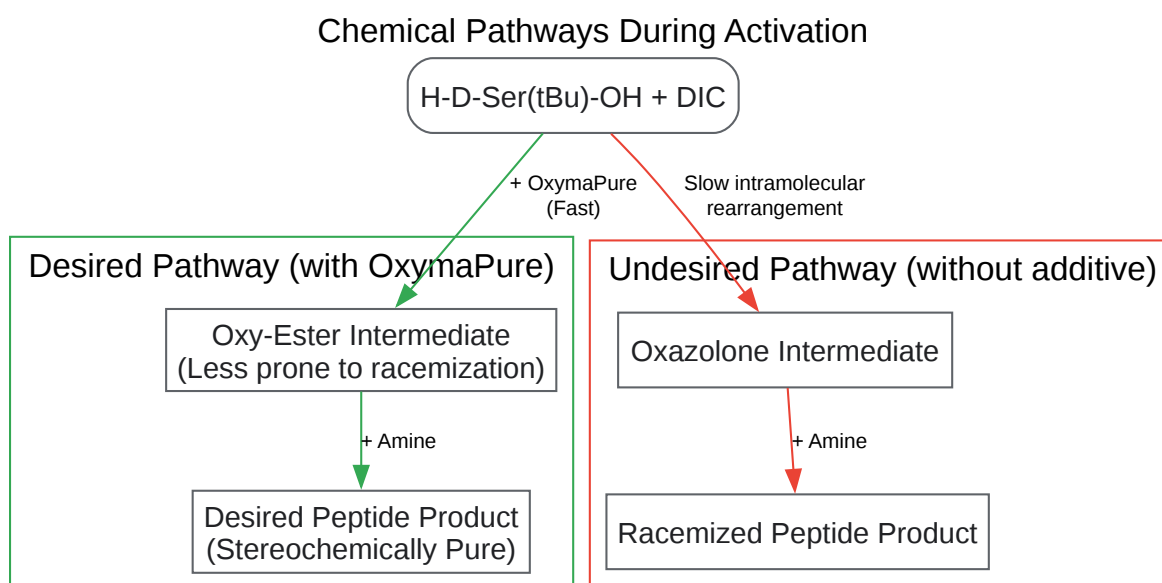 Chemical Pathways During Activation
H-D-Ser(tBu)-OH + DIC
+ OxymaPure
(Fast)
Slow intramolecular
rearrangement
Desired Pathway (with OxymaPure)
Undesired Pathway (without additive)
Oxy-Ester Intermediate
(Less prone to racemization)
Oxazolone Intermediate
+ Amine
+ Amine
Desired Peptide Product
(Stereochemically Pure)
Racemized Peptide Product